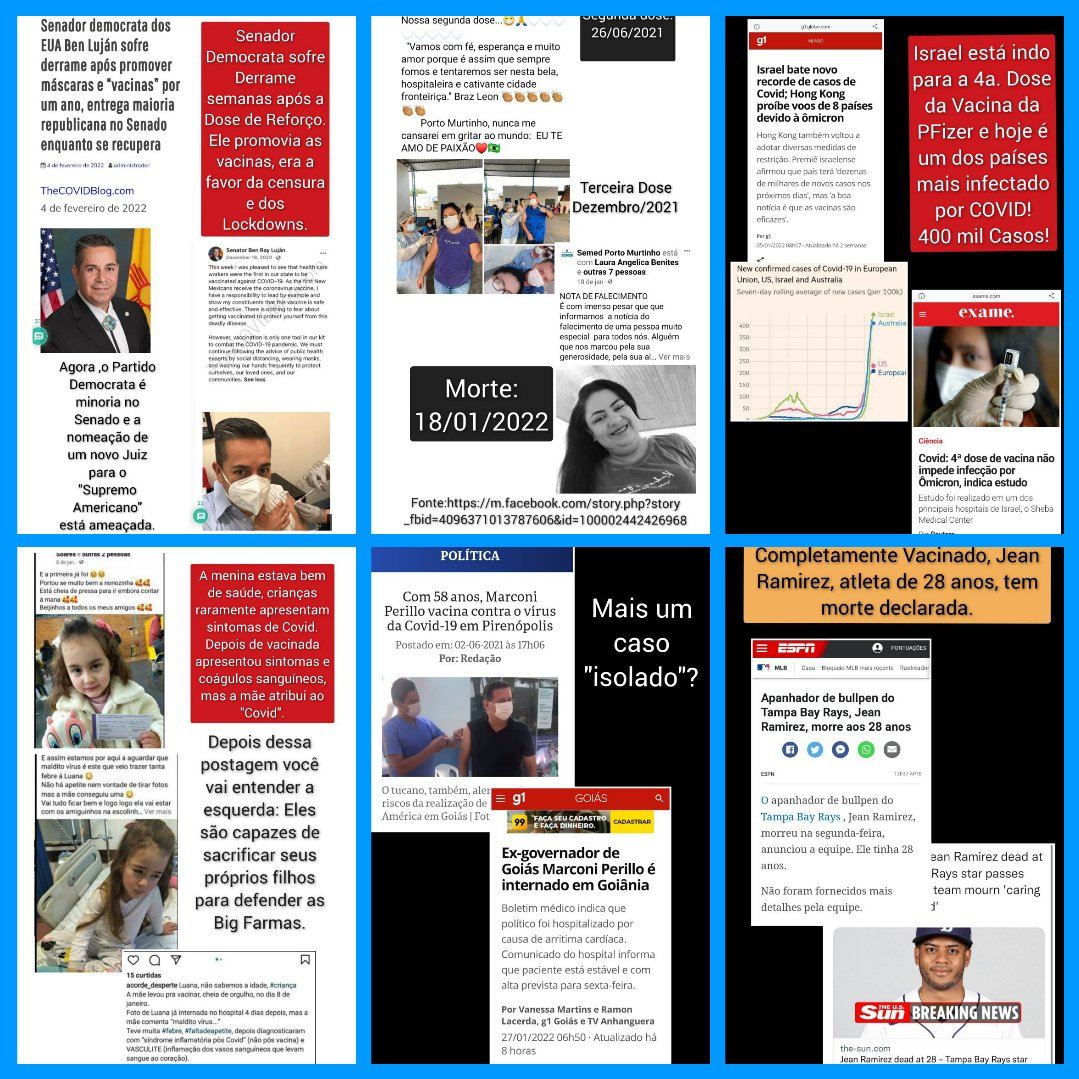 Senador democrata dos
EUA Ben Luján sofre
derrame após promover
máscaras e “vacinas” por
um ano, entrega maioria
republicana no Senado
enquanto se recupera
4 de fevereiro de 2022 administrador
TheCOVIDBlog.com
4 de fevereiro de 2022
Senador
Democrata sofre
Derrame
semanas após a
Dose de Reforço.
Ele promovia as
vacinas, era a
favor da censura
e dos
Lockdowns.
Agora ,o Partido
Democrata é
minoria no
Senado e a
nomeação de
um novo Juiz
para o
"Supremo
Americano"
está ameaçada.
Senator Ben Ray Luján
December 19, 2020
This week I was pleased to see that health care
workers were the first in our state to be
vaccinated against COVID-19. As the first New
Mexicans receive the coronavirus vaccine, I
have a responsibility to lead by example and
show my constituents that this vaccine is safe
and effective. There is nothing to fear about
getting vaccinated to protect yourself from this
deadly disease.
However, vaccination is only one tool in our kit
to combat the COVID-19 pandemic. We must
continue following the advice of public health
experts by social distancing, wearing masks,
and washing our hands frequently to protect
ourselves, our loved ones, and our
communities. See less
Nossa segunda dose...
"Vamos com fé, esperança e muito
amor porque é assim que sempre
fomos e tentaremos ser nesta bela,
hospitaleira e cativante cidade
fronteiriça." Braz Leon
Porto Murtinho, nunca me
cansarei em gritar ao mundo: EU TE
AMO DE PAIXÃO
Segunda dose:
26/06/2021
Terceira Dose
Dezembro/2021
Semed Porto Murtinho está
com Laura Angelica Benites
e outras 7 pessoas.
18 de jan.
NOTA DE FALECIMENTO
É com imenso pesar que que
informamos a notícia do
falecimento de uma pessoa muito
especial para todos nós. Alguém
que nos marcou pela sua
generosidade, pela sua al... Ver mais
Morte:
18/01/2022
Fonte:https://m.facebook.com/story.php?story
_fbid=4096371013787606&id=100002442426968
g1.globo.com
g1 MUNDO
Israel bate novo
recorde de casos de
Covid; Hong Kong
proíbe voos de 8 países
devido à ômicron
Hong Kong também voltou a
adotar diversas medidas de
restrição. Premiê israelense
afirmou que país terá 'dezenas
de milhares de novos casos nos
próximos dias', mas 'a boa
notícia é que as vacinas são
eficazes'.
Por g1
05/01/2022 08h07 · Atualizado há 2 semanas
Israel está indo
para a 4a. Dose
da Vacina da
PFizer e hoje é
um dos países
mais infectado
por COVID!
400 mil Casos!
New confirmed cases of Covid-19 in European
Union, US, Israel and Australia
Seven-day rolling average of new cases (per 100k)
Israel
Australia
US
European
400
350
300
250
200
150
100
50
0
exame.com
exame.
Ciência
Covid: 4ª dose de vacina não
impede infecção por
Ômicron, indica estudo
Estudo foi realizado em um dos
principais hospitais de Israel, o Sheba
Medical Center
Por Reuters
Soares e outras 2 pessoas
8 de jan.
E a primeira já foi
Portou se muito bem a noriozinha
Está cheia de pressa para ir embora contar
á mana
Beijinhos a todos os meus amigos
A menina estava bem
de saúde, crianças
raramente apresentam
sintomas de Covid.
Depois de vacinada
apresentou sintomas e
coágulos sanguíneos,
mas a mãe atribui ao
"Covid".
E assim estamos por aqui a aguardar que
maldito vírus é este que veio trazer tanta
febre á Luana
Não há apetite nem vontade de tirar fotos
mas a mãe conseguiu uma
Vai tudo ficar bem e logo logo ela vai estar
com os amiguinhos na escolinh... Ver mais
Depois dessa
postagem você
vai entender a
esquerda: Eles
são capazes de
sacrificar seus
próprios filhos
para defender as
Big Farmas.
15 curtidas
acorde_desperte Luana, não sabemos a idade, #criança
A mãe levou pra vacinar, cheia de orgulho, no dia 8 de
janeiro.
Foto de Luana já internada no hospital 4 dias depois, mas a
mãe comenta "maldito vírus..."
Teve muita #febre, #faltadeapetite, depois diagnosticaram
com "sindrome inflamatória pós Covid" (não pós vacina) e
VASCULITE (inflamação dos vasos sanguíneos que levam
sangue ao coração).
POLÍTICA
Com 58 anos, Marconi
Perillo vacina contra o vírus
da Covid-19 em Pirenópolis
Postado em: 02-06-2021 às 17h06
Por: Redação
Mais um
caso
"isolado"?
O tucano, também, aler
riscos da realização de
América em Goiás | Fot
g1 GOIÁS
99 "FAÇA SEU CADASTRO
E FAÇA DINHEIRO.
CADASTRAR
Ex-governador de
Goiás Marconi Perillo é
internado em Goiânia
Boletim médico indica que
político foi hospitalizado por
causa de arritimia cardíaca.
Comunicado do hospital informa
que paciente está estável e com
alta prevista para sexta-feira.
Por Vanessa Martins e Ramon
Lacerda, g1 Goiás e TV Anhanguera
27/01/2022 06h50 · Atualizado há
8 horas
Completamente Vacinado, Jean
Ramirez, atleta de 28 anos, tem
morte declarada.
ESPN PONTUAÇÕES
MLB Casa Bloqueio MLB mais recente Rastreador
Apanhador de bullpen do
Tampa Bay Rays, Jean
Ramirez, morre aos 28 anos
ESPN 12h37 ARTE
O apanhador de bullpen do
Tampa Bay Rays , Jean Ramirez,
morreu na segunda-feira,
anunciou a equipe. Ele tinha 28
anos.
Não foram fornecidos mais
detalhes pela equipe.
ean Ramirez dead at
Rays star passes
team mourn 'caring
d'
THE U.S. Sun BREAKING NEWS
the-sun.com
Jean Ramirez dead at 28 – Tampa Bay Rays star